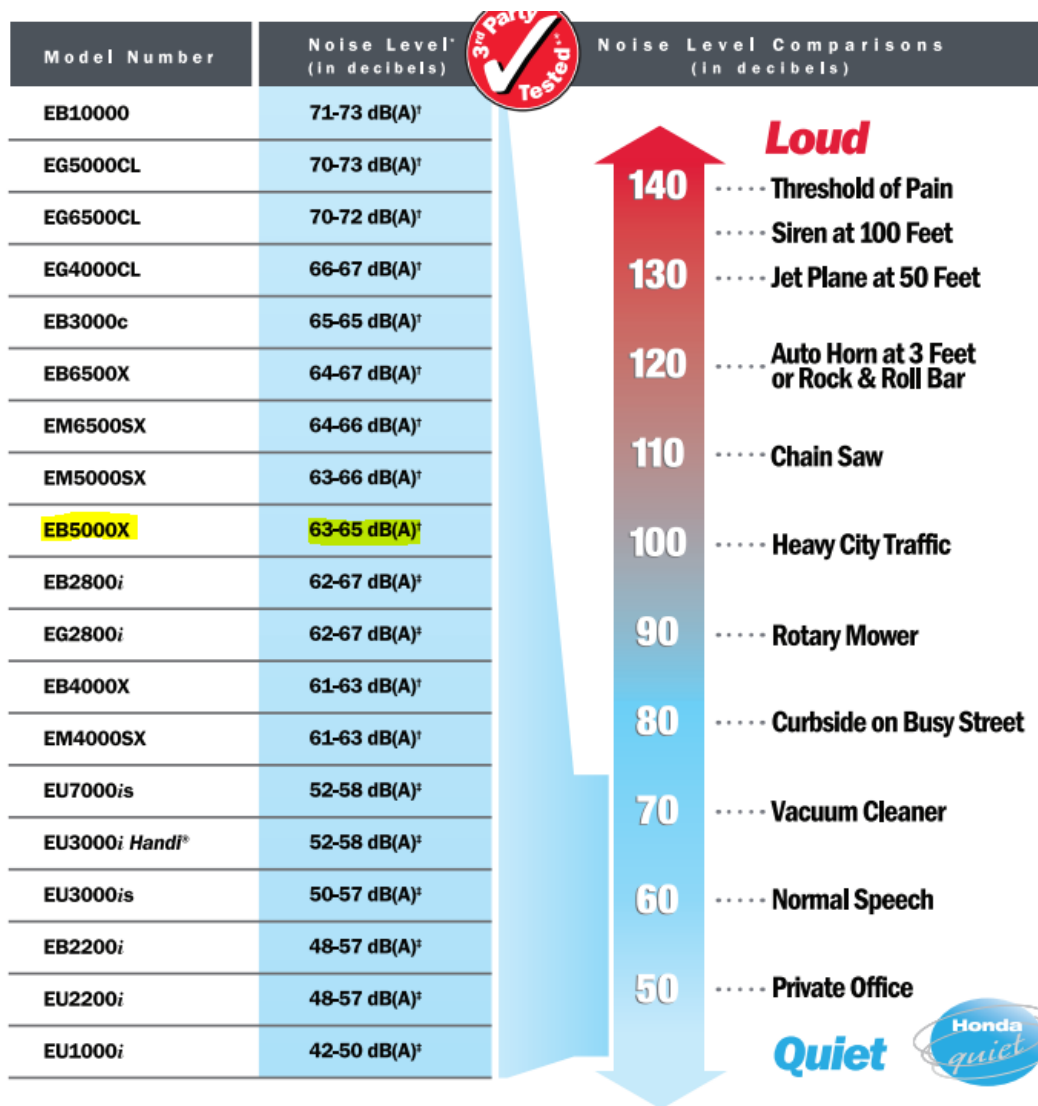 Model Number
Noise Level*
(in decibels)
3rd Party
Tested**
Noise Level Comparisons
(in decibels)
EB10000 71-73 dB(A)†
EG5000CL 70-73 dB(A)†
EG6500CL 70-72 dB(A)†
EG4000CL 66-67 dB(A)†
EB3000c 65-65 dB(A)†
EB6500X 64-67 dB(A)†
EM6500SX 64-66 dB(A)†
EM5000SX 63-66 dB(A)†
EB5000X 63-65 dB(A)†
EB2800i 62-67 dB(A)‡
EG2800i 62-67 dB(A)‡
EB4000X 61-63 dB(A)†
EM4000SX 61-63 dB(A)†
EU7000is 52-58 dB(A)‡
EU3000i Handi® 52-58 dB(A)‡
EU3000is 50-57 dB(A)‡
EB2200i 48-57 dB(A)‡
EU2200i 48-57 dB(A)‡
EU1000i 42-50 dB(A)‡
Loud
140 ····· Threshold of Pain
····· Siren at 100 Feet
130 ····· Jet Plane at 50 Feet
120 ····· Auto Horn at 3 Feet
or Rock & Roll Bar
110 ····· Chain Saw
100 ····· Heavy City Traffic
90 ····· Rotary Mower
80 ····· Curbside on Busy Street
70 ····· Vacuum Cleaner
60 ····· Normal Speech
50 ····· Private Office
Quiet
Honda
quiet